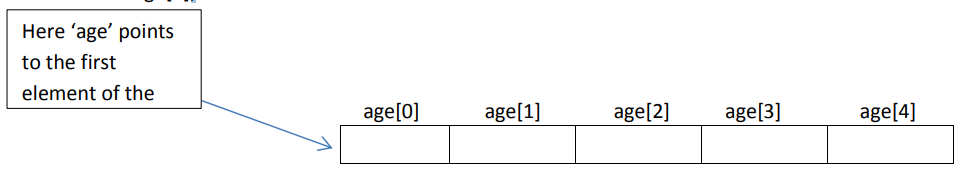 Here ‘age’ points
to the first
element of the
age[0] age[1] age[2] age[3] age[4]